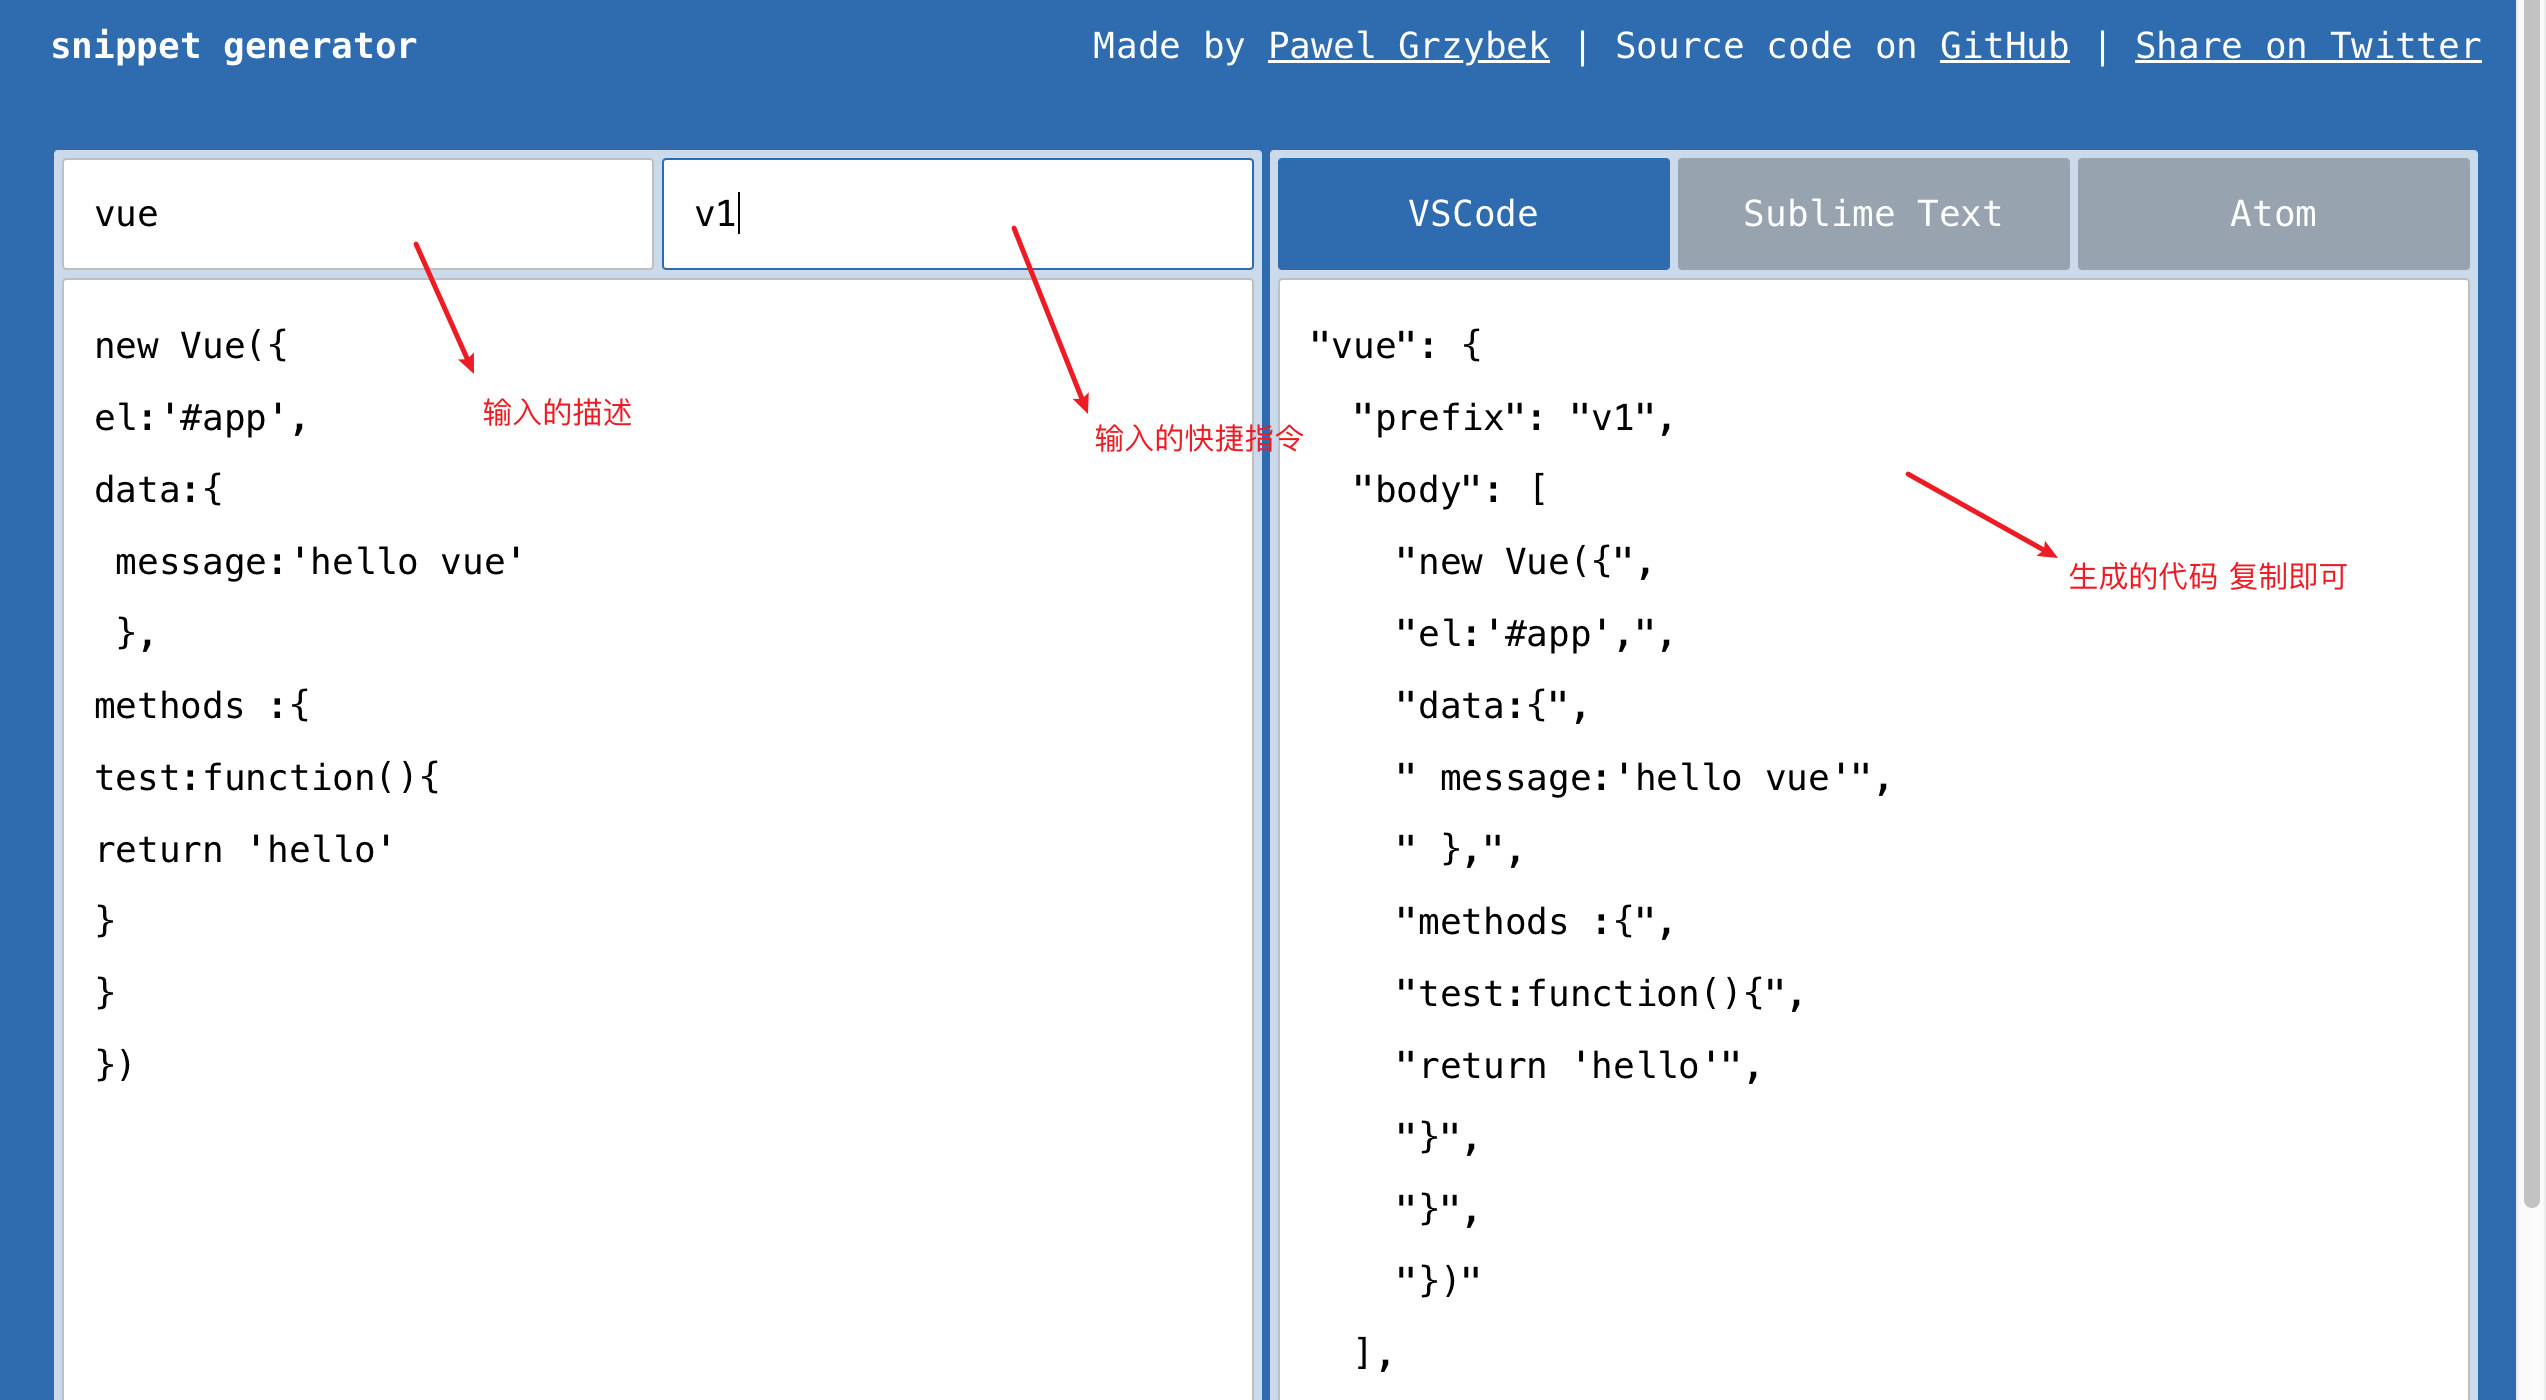 snippet generator
Made by Pawel Grzybek | Source code on GitHub | Share on Twitter
vue
v1
new Vue({
el:'#app',
data:{
 message:'hello vue'
 },
methods :{
test:function(){
return 'hello'
}
}
})
输入的描述
输入的快捷指令
VSCode
Sublime Text
Atom
"vue": {
  "prefix": "v1",
  "body": [
    "new Vue({",
    "el:'#app',",
    "data:{",
    " message:'hello vue'",
    " },",
    "methods :{",
    "test:function(){",
    "return 'hello'",
    "}",
    "}",
    "})"
  ],
生成的代码 复制即可